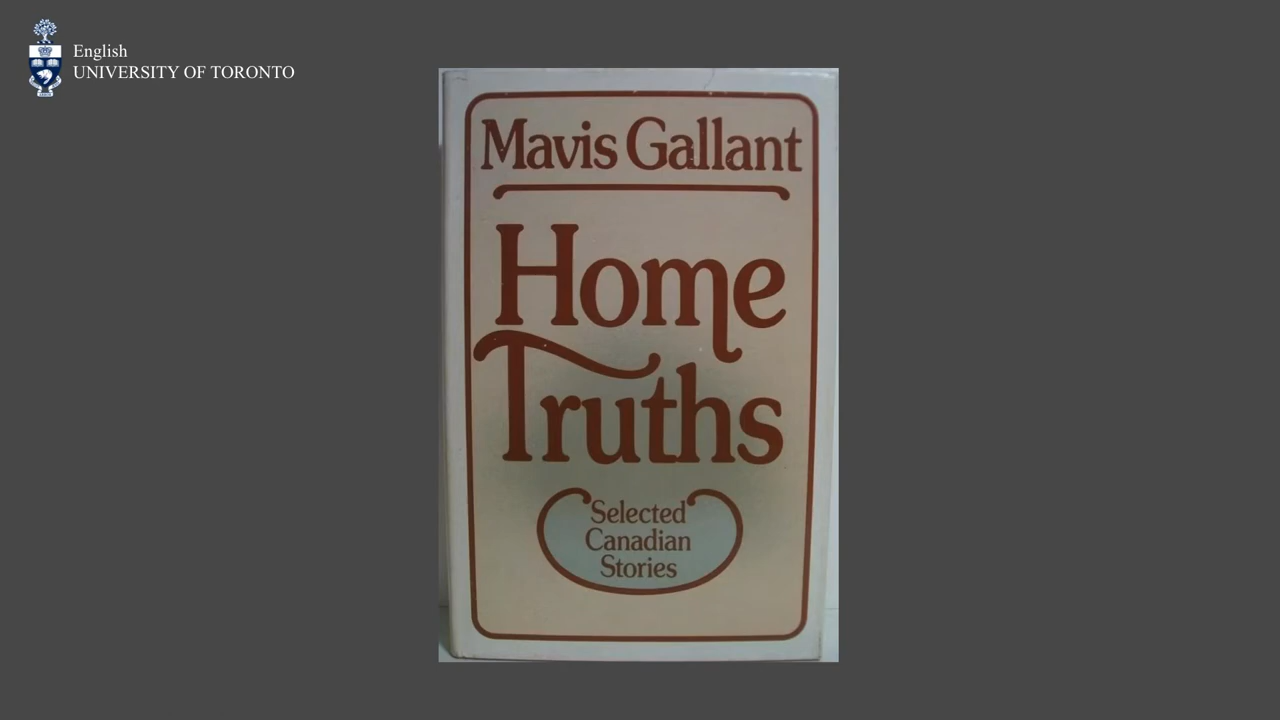 English
UNIVERSITY OF TORONTO
Mavis Gallant
Home
Truths
Selected
Canadian
Stories